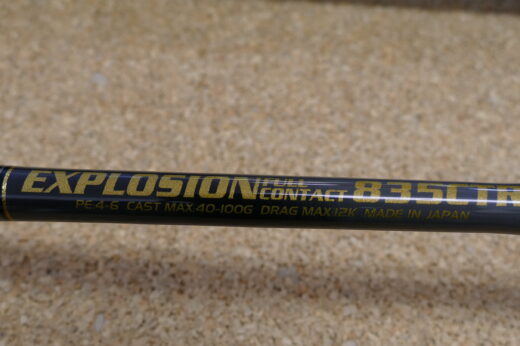 EXPLOSION FULL CONTACT 835CTR
PE.4-6 CAST MAX.40-100G DRAG MAX.12K MADE IN JAPAN